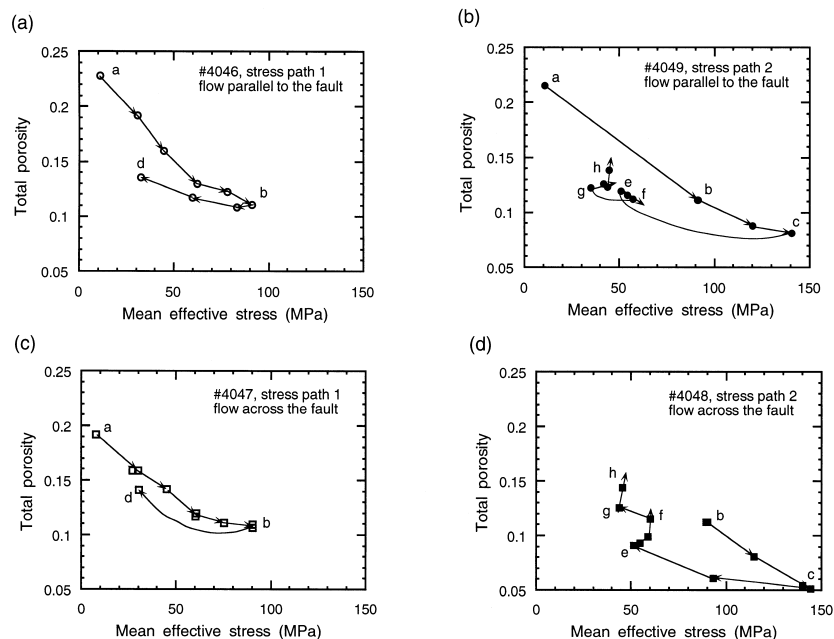 (a)
#4046, stress path 1
flow parallel to the fault
Total porosity
0.25
0.2
0.15
0.1
0.05
a
b
d
0
50
100
150
Mean effective stress (MPa)
(b)
#4049, stress path 2
flow parallel to the fault
Total porosity
0.25
0.2
0.15
0.1
0.05
a
b
c
h
g
e
f
0
50
100
150
Mean effective stress (MPa)
(c)
#4047, stress path 1
flow across the fault
Total porosity
0.25
0.2
0.15
0.1
0.05
a
d
b
0
50
100
150
Mean effective stress (MPa)
(d)
#4048, stress path 2
flow across the fault
Total porosity
0.25
0.2
0.15
0.1
0.05
h
g
f
b
e
c
0
50
100
150
Mean effective stress (MPa)